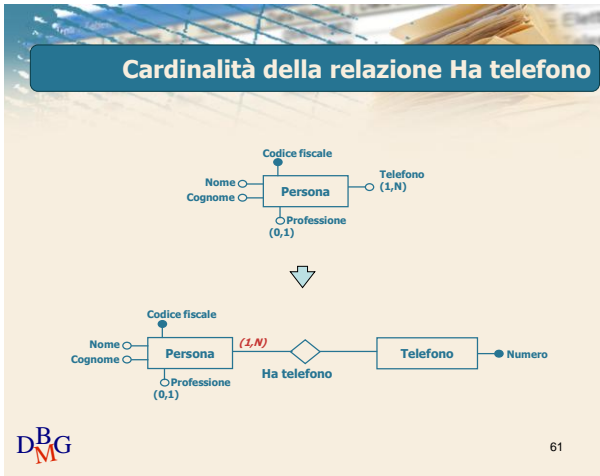 Cardinalità della relazione Ha telefono
Codice fiscale
Telefono
(1,N)
Nome
Cognome
Persona
Professione
(0,1)
Codice fiscale
Nome
Cognome
Persona
(1,N)
Ha telefono
Telefono
Numero
Professione
(0,1)
DBMG
61